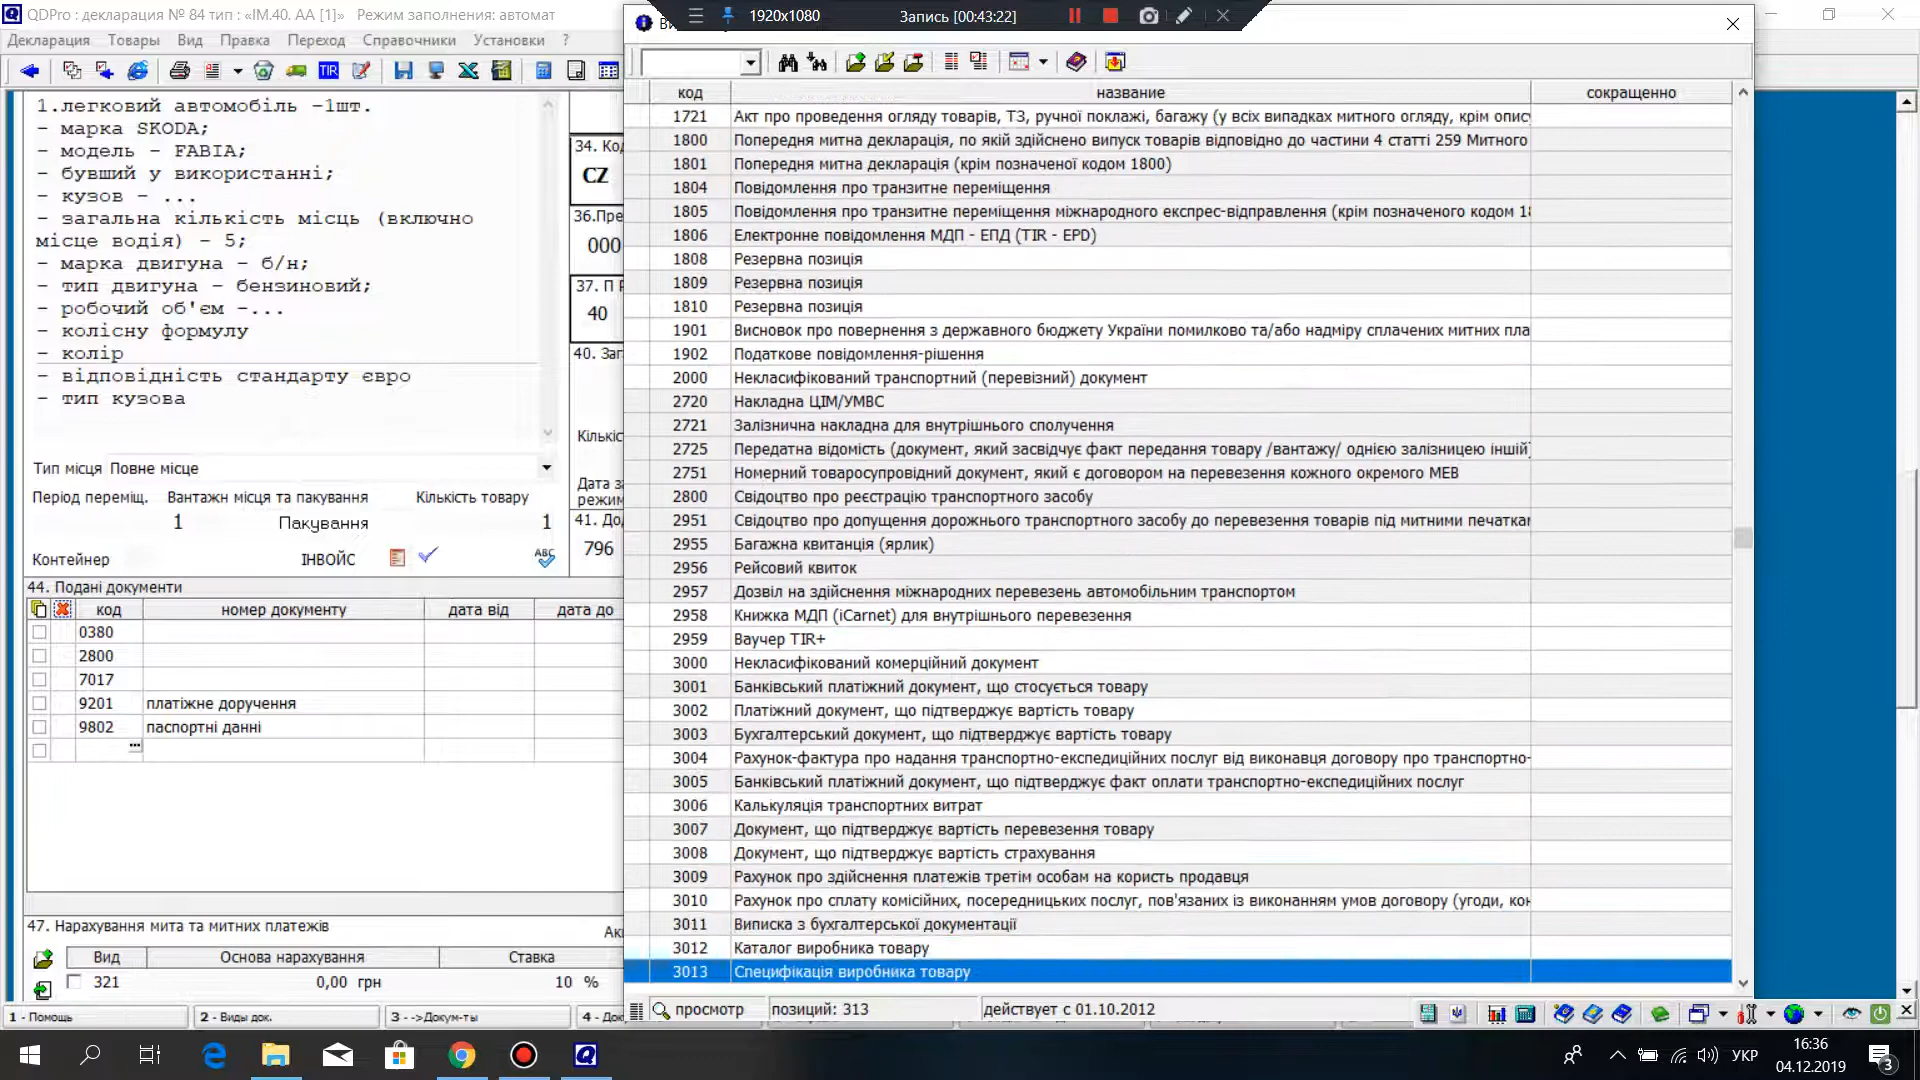 QDPro : декларация № 84 тип : «ІМ.40. АА [1]» Режим заполнения: автомат
1920x1080
Запись [00:43:22]
Декларация Товары Вид Правка Переход Справочники Установки ?
TIR
1.легковий автомобіль -1шт.
- марка SKODA;
- модель - FABIA;
- бувший у використанні;
- кузов - ...
- загальна кількість місць (включно
місце водія) - 5;
- марка двигуна - б/н;
- тип двигуна - бензиновий;
- робочий об'єм -...
- колісну формулу
- колір
- відповідність стандарту євро
- тип кузова
Тип місця Повне місце
Період переміщ. Вантажн місця та пакування Кількість товару
1 Пакування 1
Контейнер ІНВОЙС ABC
34. Код
CZ
36.Пре
000
37. П
40
40. Заг
Кількіс
Дата за
режим
41. До
796
44. Подані документи
код номер документу дата від дата до
0380
2800
7017
9201 платіжне доручення
9802 паспортні данні
...
47. Нарахування мита та митних платежів
Вид Основа нарахування Ставка
321 0,00 грн 10 %
1 - Помощь 2 - Виды док. 3 - ->Докум-ты
код название сокращенно
1721 Акт про проведення огляду товарів, ТЗ, ручної поклажі, багажу (у всіх випадках митного огляду, крім опису
1800 Попередня митна декларація, по якій здійснено випуск товарів відповідно до частини 4 статті 259 Митного
1801 Попередня митна декларація (крім позначеної кодом 1800)
1804 Повідомлення про транзитне переміщення
1805 Повідомлення про транзитне переміщення міжнародного експрес-відправлення (крім позначеного кодом 18
1806 Електронне повідомлення МДП - ЕПД (TIR - EPD)
1808 Резервна позиція
1809 Резервна позиція
1810 Резервна позиція
1901 Висновок про повернення з державного бюджету України помилково та/або надміру сплачених митних пла
1902 Податкове повідомлення-рішення
2000 Некласифікований транспортний (перевізний) документ
2720 Накладна ЦІМ/УМВС
2721 Залізнична накладна для внутрішнього сполучення
2725 Передатна відомість (документ, який засвідчує факт передання товару /вантажу/ однією залізницею іншій)
2751 Номерний товаросупровідний документ, який є договором на перевезення кожного окремого МЕВ
2800 Свідоцтво про реєстрацію транспортного засобу
2951 Свідоцтво про допущення дорожнього транспортного засобу до перевезення товарів під митними печаткам
2955 Багажна квитанція (ярлик)
2956 Рейсовий квиток
2957 Дозвіл на здійснення міжнародних перевезень автомобільним транспортом
2958 Книжка МДП (iCarnet) для внутрішнього перевезення
2959 Ваучер TIR+
3000 Некласифікований комерційний документ
3001 Банківський платіжний документ, що стосується товару
3002 Платіжний документ, що підтверджує вартість товару
3003 Бухгалтерський документ, що підтверджує вартість товару
3004 Рахунок-фактура про надання транспортно-експедиційних послуг від виконавця договору про транспортно-
3005 Банківський платіжний документ, що підтверджує факт оплати транспортно-експедиційних послуг
3006 Калькуляція транспортних витрат
3007 Документ, що підтверджує вартість перевезення товару
3008 Документ, що підтверджує вартість страхування
3009 Рахунок про здійснення платежів третім особам на користь продавця
3010 Рахунок про сплату комісійних, посередницьких послуг, пов'язаних із виконанням умов договору (угоди, кон
3011 Виписка з бухгалтерської документації
3012 Каталог виробника товару
3013 Специфікація виробника товару
просмотр позиций: 313 действует с 01.10.2012
УКР
16:36
04.12.2019
3